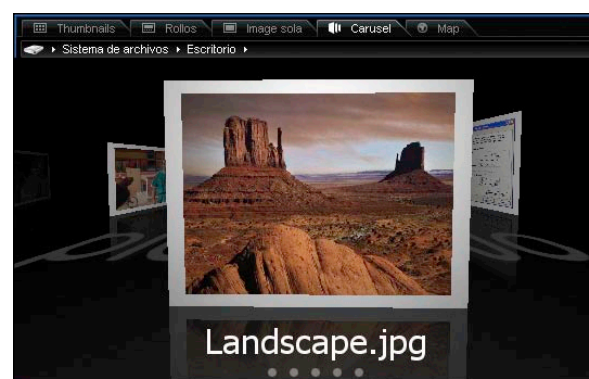 Thumbnails Rollos Image sola Carusel Map
Sistema de archivos Escritorio
Landscape.jpg